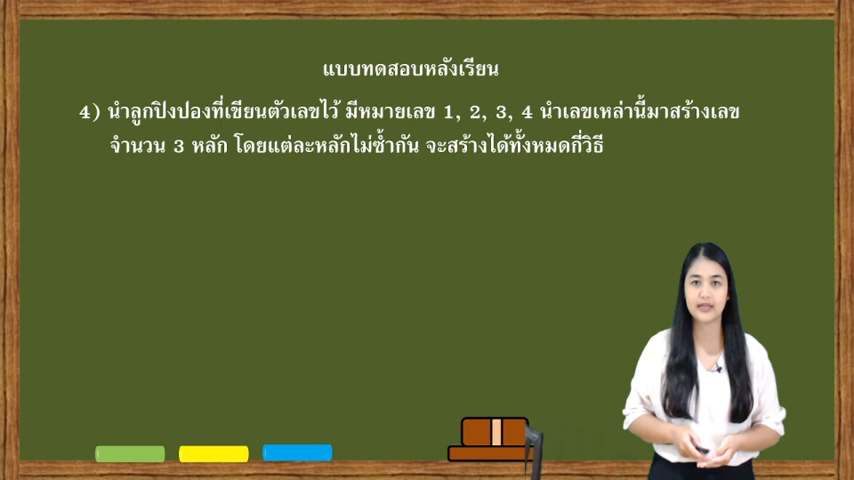 แบบทดสอบหลังเรียน
4) นำลูกปิงปองที่เขียนตัวเลขไว้ มีหมายเลข 1, 2, 3, 4 นำเลขเหล่านี้มาสร้างเลข
จำนวน 3 หลัก โดยแต่ละหลักไม่ซ้ำกัน จะสร้างได้ทั้งหมดกี่วิธี